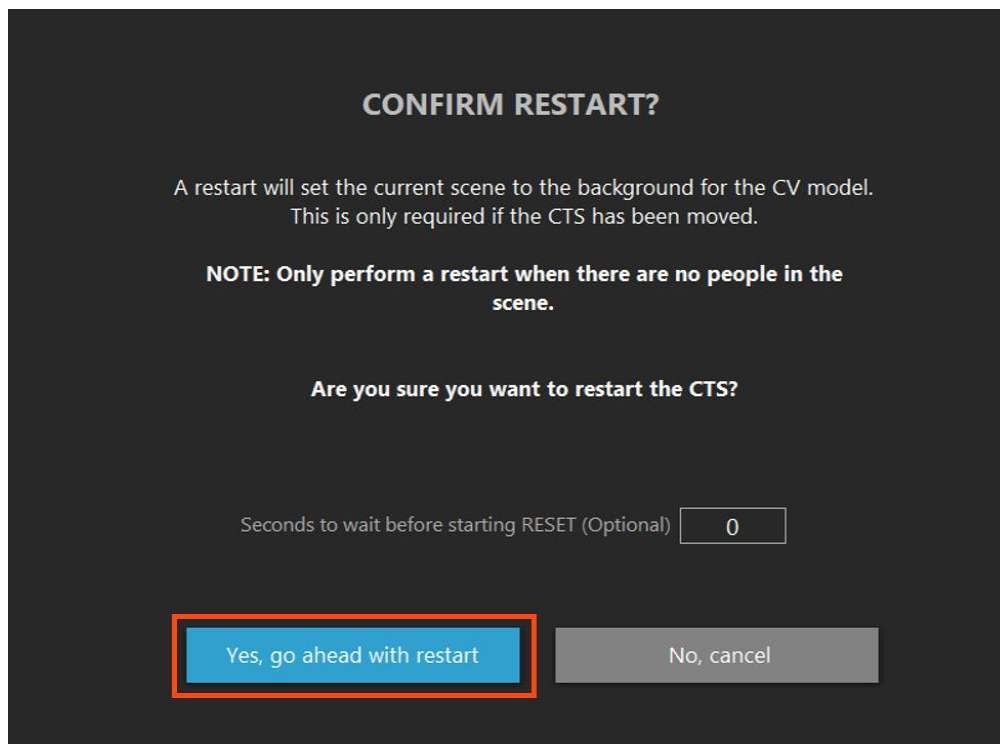 CONFIRM RESTART?
A restart will set the current scene to the background for the CV model.
This is only required if the CTS has been moved.
NOTE: Only perform a restart when there are no people in the
scene.
Are you sure you want to restart the CTS?
Seconds to wait before starting RESET (Optional) 0
Yes, go ahead with restart No, cancel